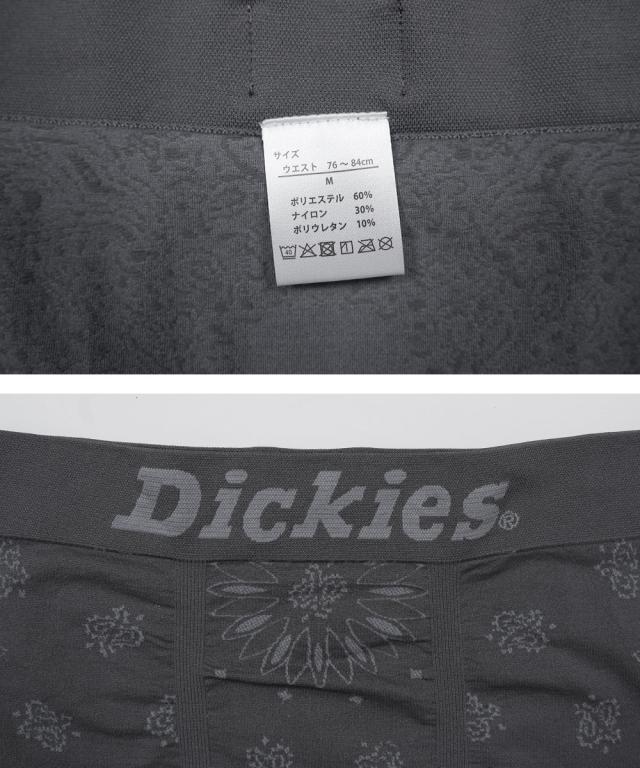 サイズ
ウエスト 76～84cm
M
ポリエステル 60%
ナイロン 30%
ポリウレタン 10%
40
Dickies®